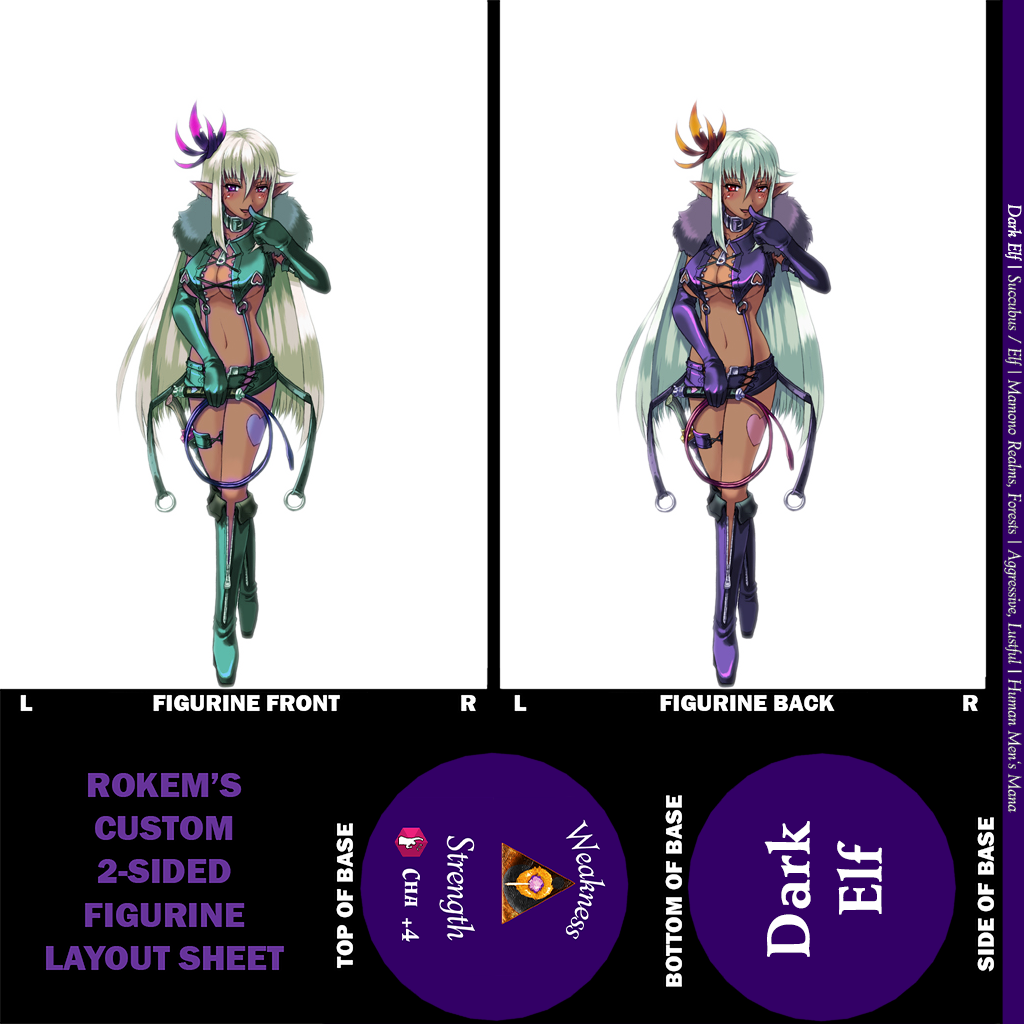 L
FIGURINE FRONT
R
L
FIGURINE BACK
R
ROKEM'S
CUSTOM
2-SIDED
FIGURINE
LAYOUT SHEET
TOP OF BASE
Weakness
Strength
CHA +4
BOTTOM OF BASE
Dark
Elf
SIDE OF BASE
Dark Elf | Succubus / Elf | Mamono Realms, Forests | Aggressive, Lustful | Human Men's Mana